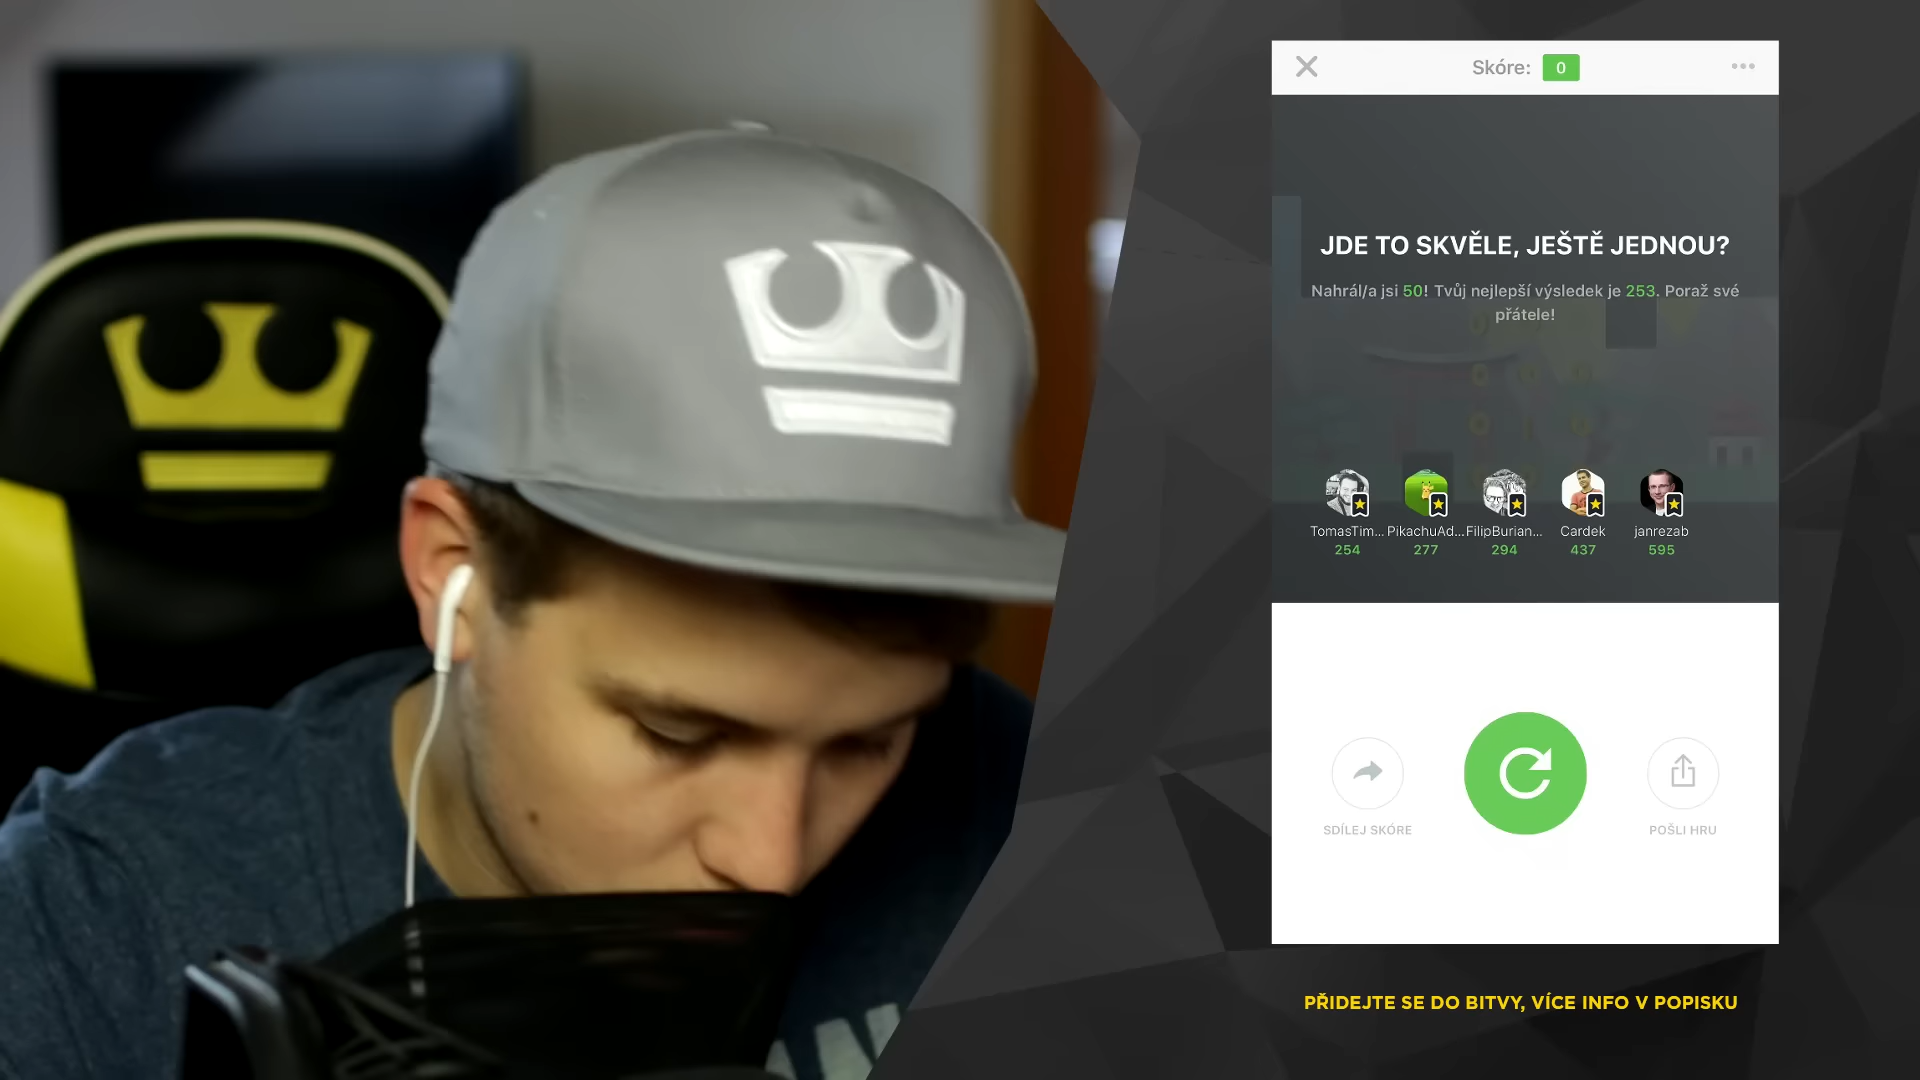 Skóre: 0
JDE TO SKVĚLE, JEŠTĚ JEDNOU?
Nahrál/a jsi 50! Tvůj nejlepší výsledek je 253. Poraž své
přátele!
TomasTim... PikachuAd... FilipBurian... Cardek janrezab
254 277 294 437 595
SDÍLEJ SKÓRE POŠLI HRU
PŘIDEJTE SE DO BITVY, VÍCE INFO V POPISKU